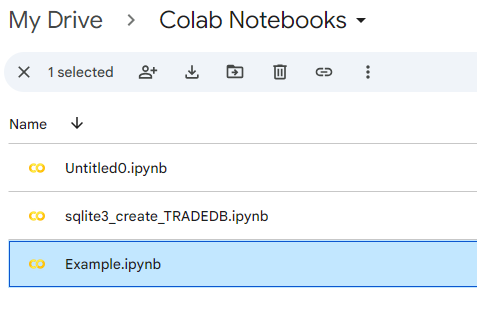 My Drive > Colab Notebooks
1 selected
Name
Untitled0.ipynb
sqlite3_create_TRADEDB.ipynb
Example.ipynb